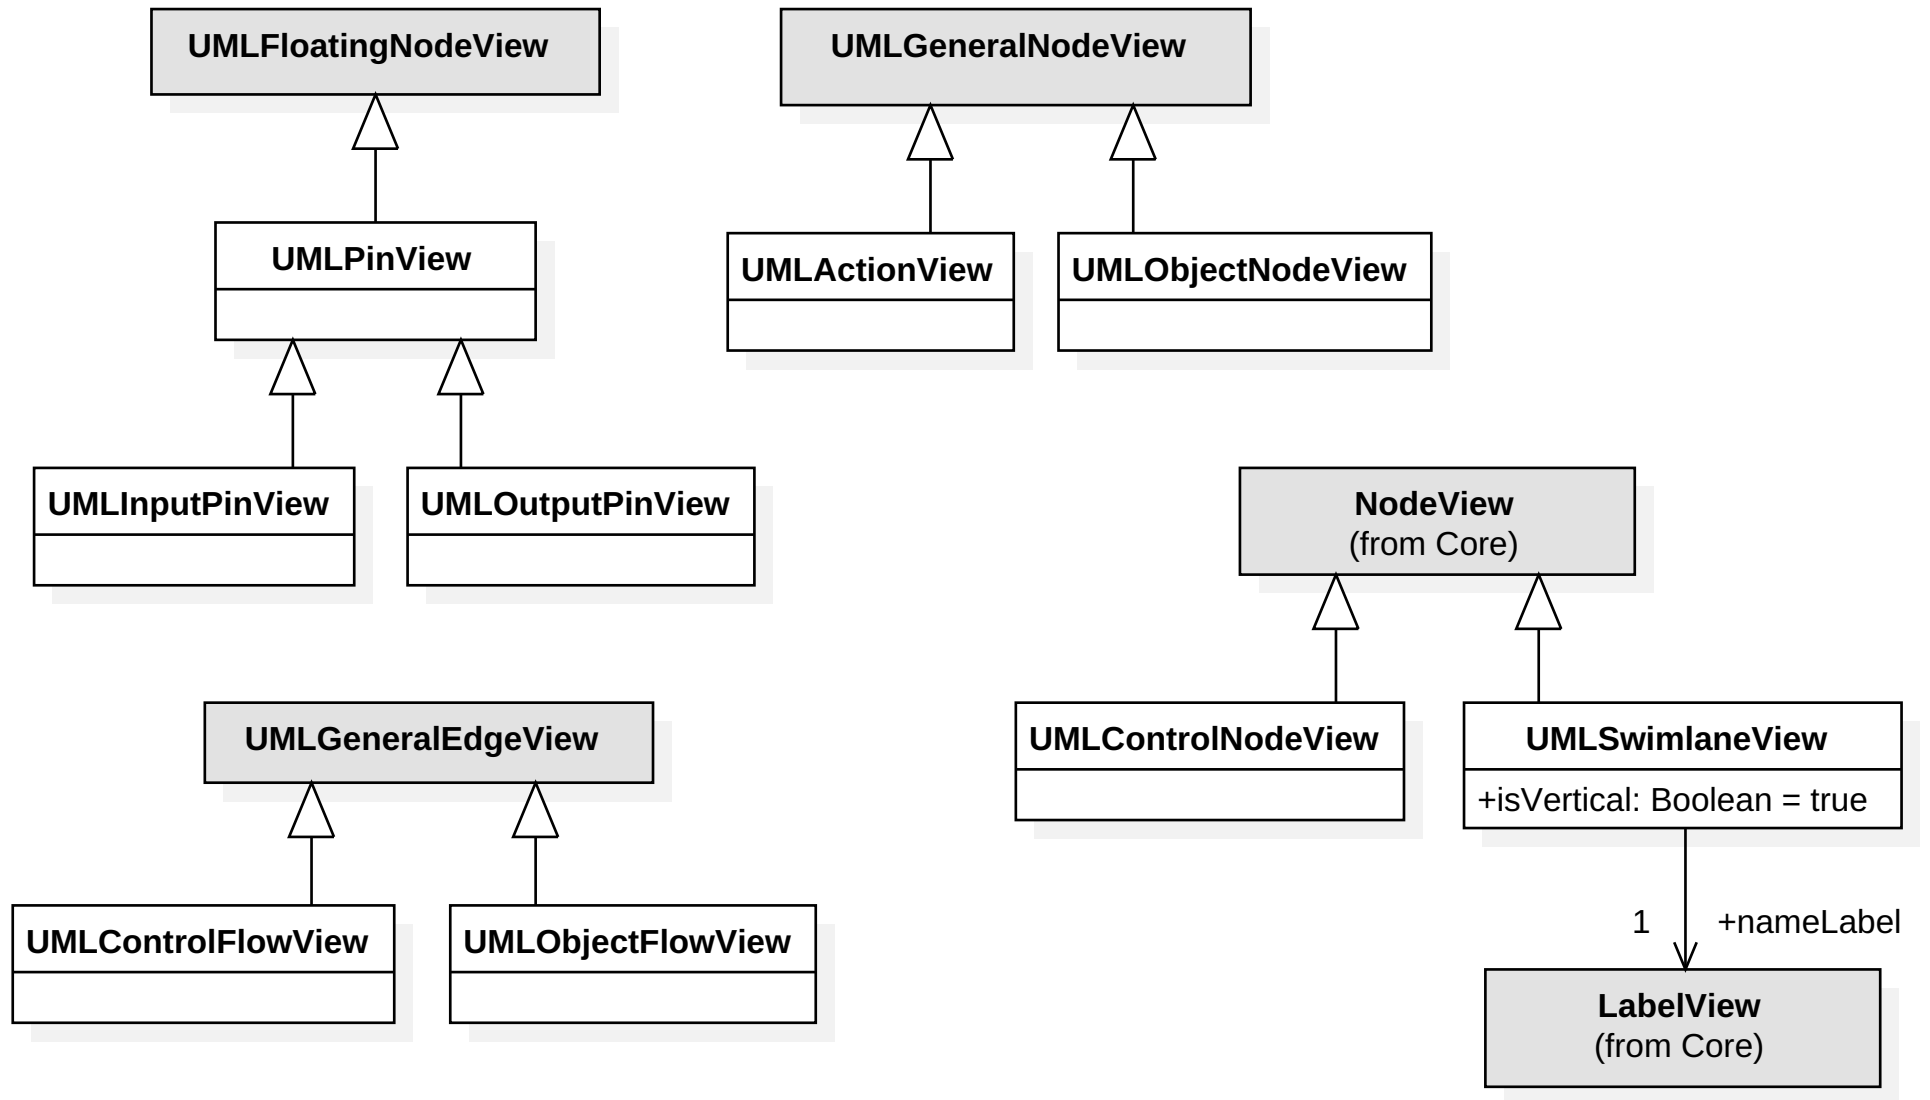 UMLFloatingNodeView
UMLGeneralNodeView
UMLPinView
UMLActionView
UMLObjectNodeView
UMLInputPinView
UMLOutputPinView
NodeView
(from Core)
UMLGeneralEdgeView
UMLControlNodeView
UMLSwimlaneView
+isVertical: Boolean = true
UMLControlFlowView
UMLObjectFlowView
1
+nameLabel
LabelView
(from Core)